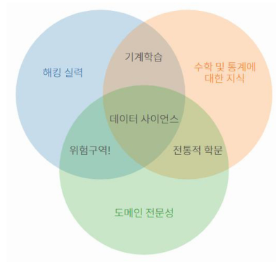 기계학습
해킹 실력
수학 및 통계에
대한 지식
데이터 사이언스
위험구역!
전통적 학문
도메인 전문성